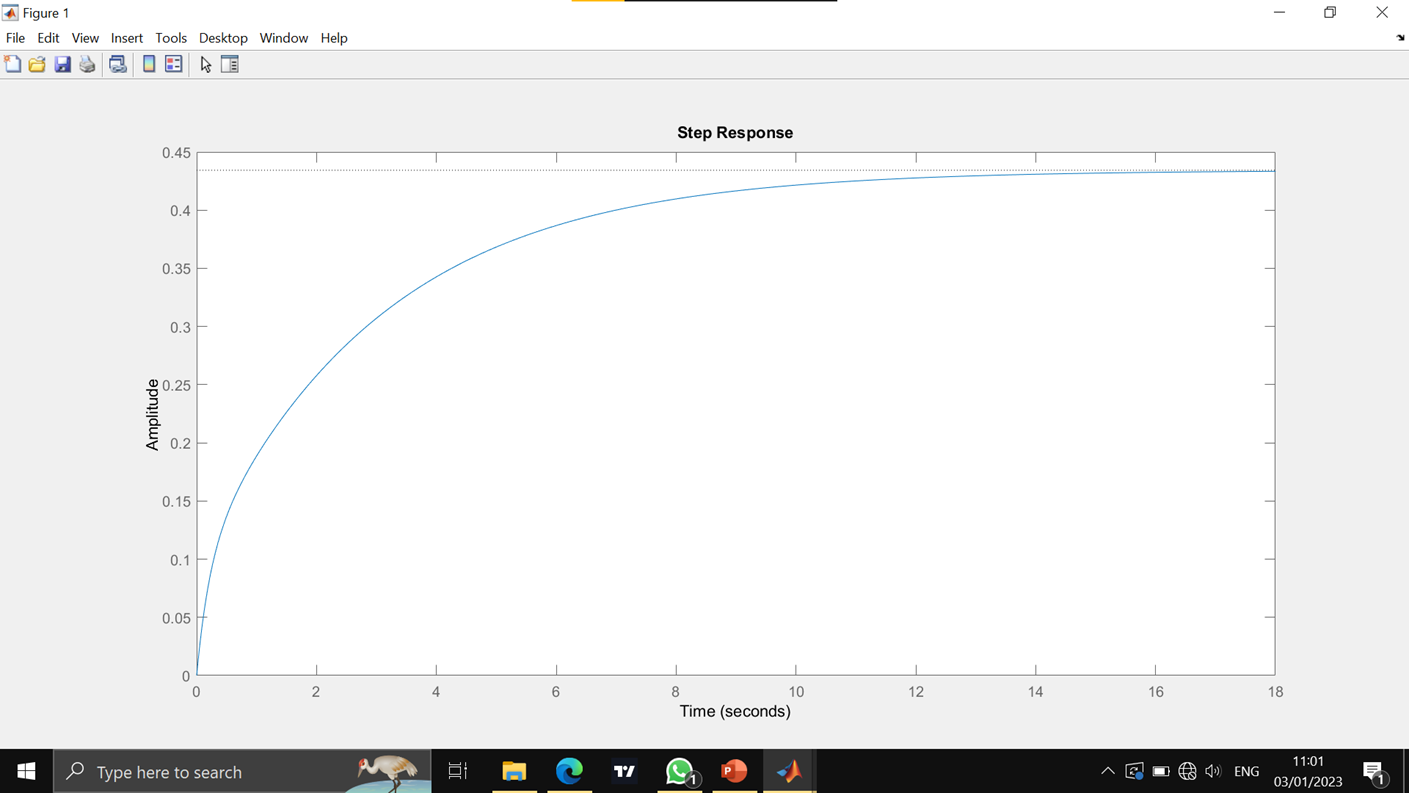 Figure 1
File Edit View Insert Tools Desktop Window Help
Step Response
0.45
0.4
0.35
0.3
0.25
0.2
0.15
0.1
0.05
0
Amplitude
0 2 4 6 8 10 12 14 16 18
Time (seconds)
Type here to search
1
P
ENG
11:01
03/01/2023
1